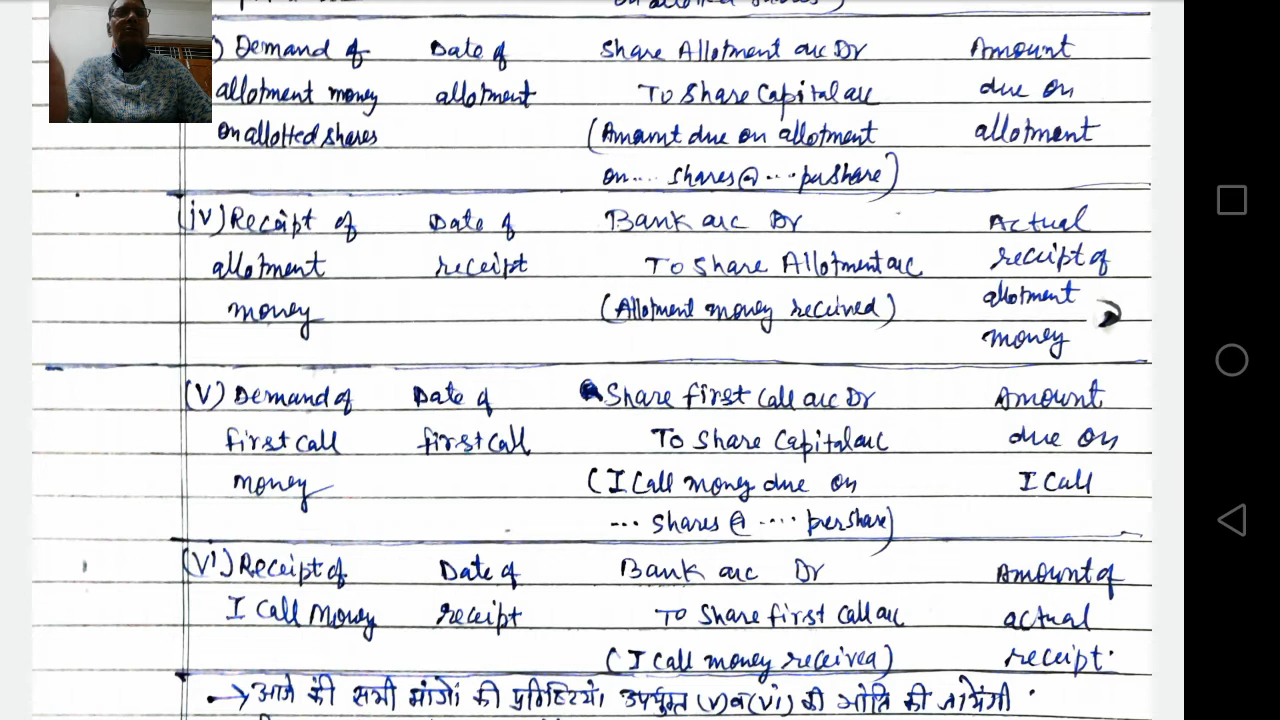 on allotted shares)
) Demand of Date of Share Allotment a/c Dr Amount
allotment money allotment To Share Capital a/c due on
on allotted shares (Amount due on allotment allotment
on.... shares @ .... per share)
(iv) Receipt of Date of Bank a/c Dr Actual
allotment receipt To Share Allotment a/c receipt of
money (Allotment money received) allotment
money
(V) Demand of Date of Share first Call a/c Dr Amount
first call first call To Share Capital a/c due on
money (I Call money due on I Call
... shares @ .... per share)
(Vi) Receipt of Date of Bank a/c Dr Amount of
I Call Money receipt To Share first Call a/c actual
(I Call money received) receipt.
→ आगे की सभी मांगों की प्रविष्टियां उपर्युक्त (v) व (vi) की भांति की जायेंगी